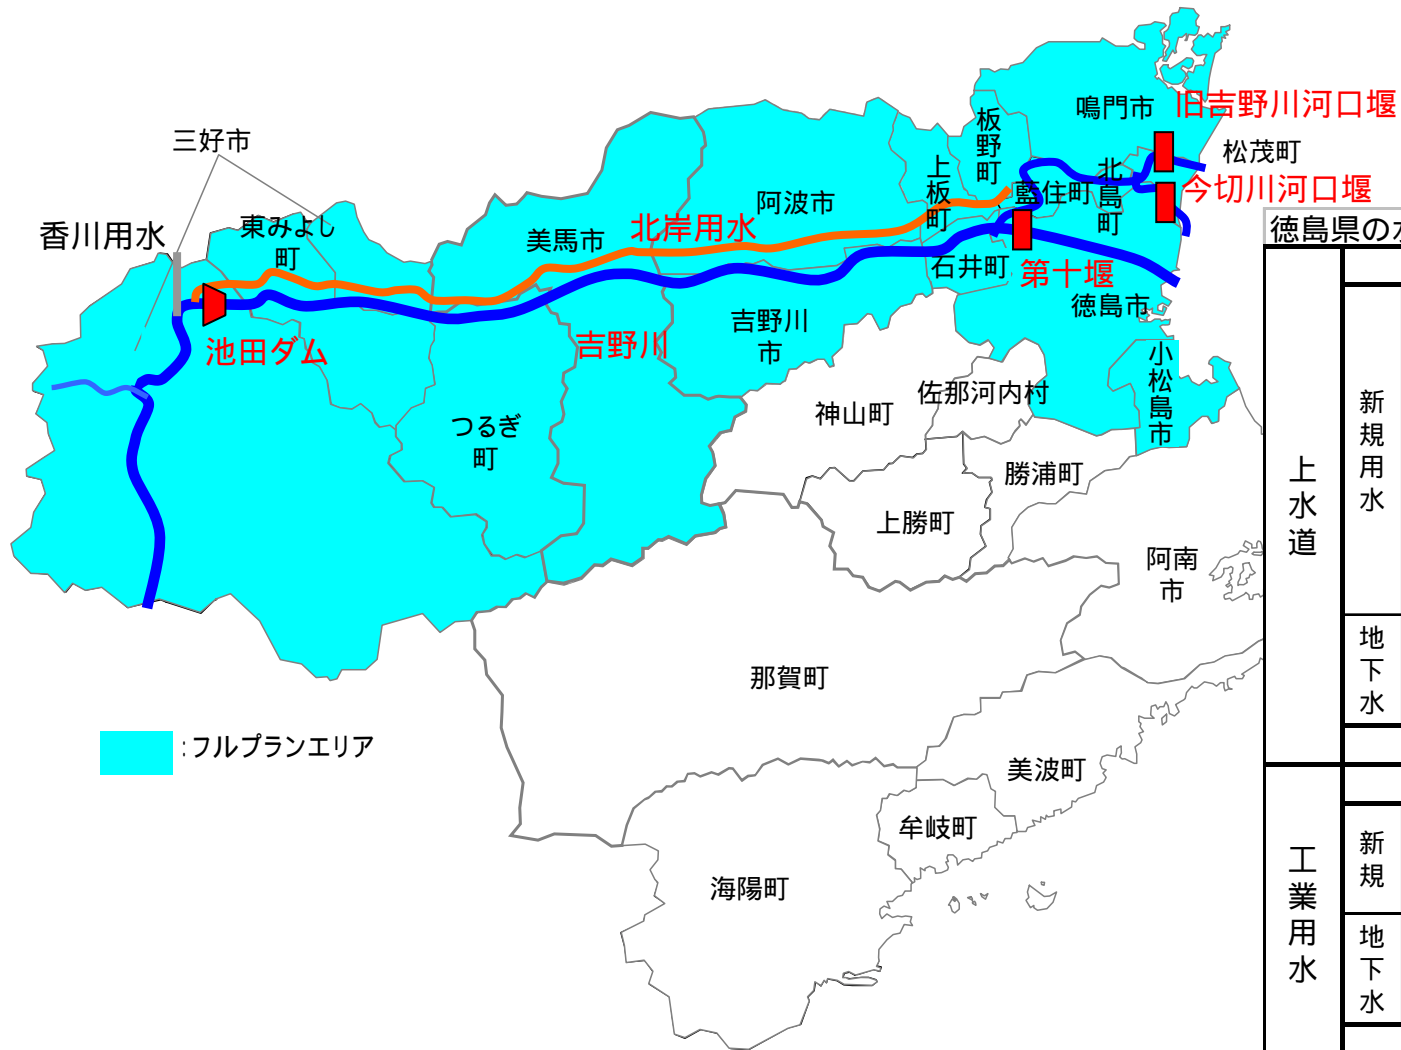 鳴門市
旧吉野川河口堰
板野町
三好市
松茂町
上板町
北島町
藍住町
今切川河口堰
阿波市
東みよし
町
香川用水
美馬市
北岸用水
徳島県の水
石井町
第十堰
徳島市
吉野川
市
池田ダム
吉野川
小松島市
佐那河内村
神山町
つるぎ
町
勝浦町
上勝町
阿南
市
那賀町
:フルプランエリア
美波町
牟岐町
海陽町
上水道
新規用水
地下水
工業用水
新規
地下水